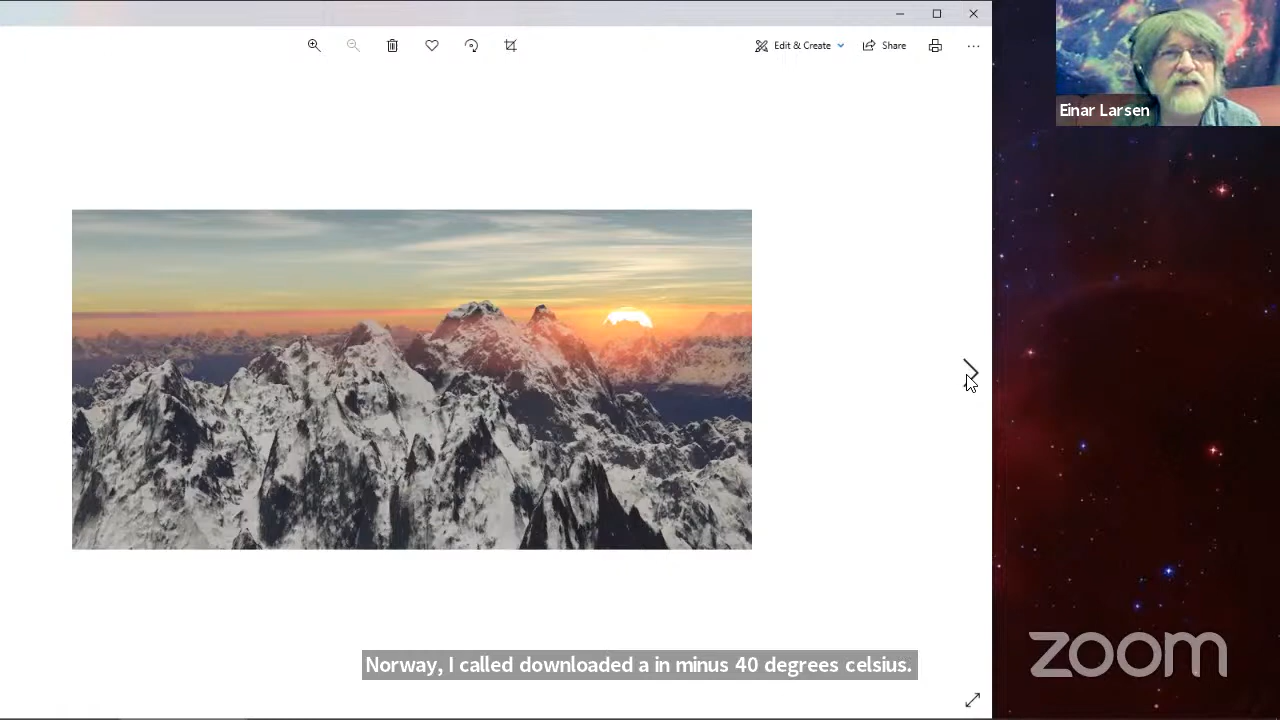 Edit & Create
Share
Einar Larsen
Norway, I called downloaded a in minus 40 degrees celsius.
zoom